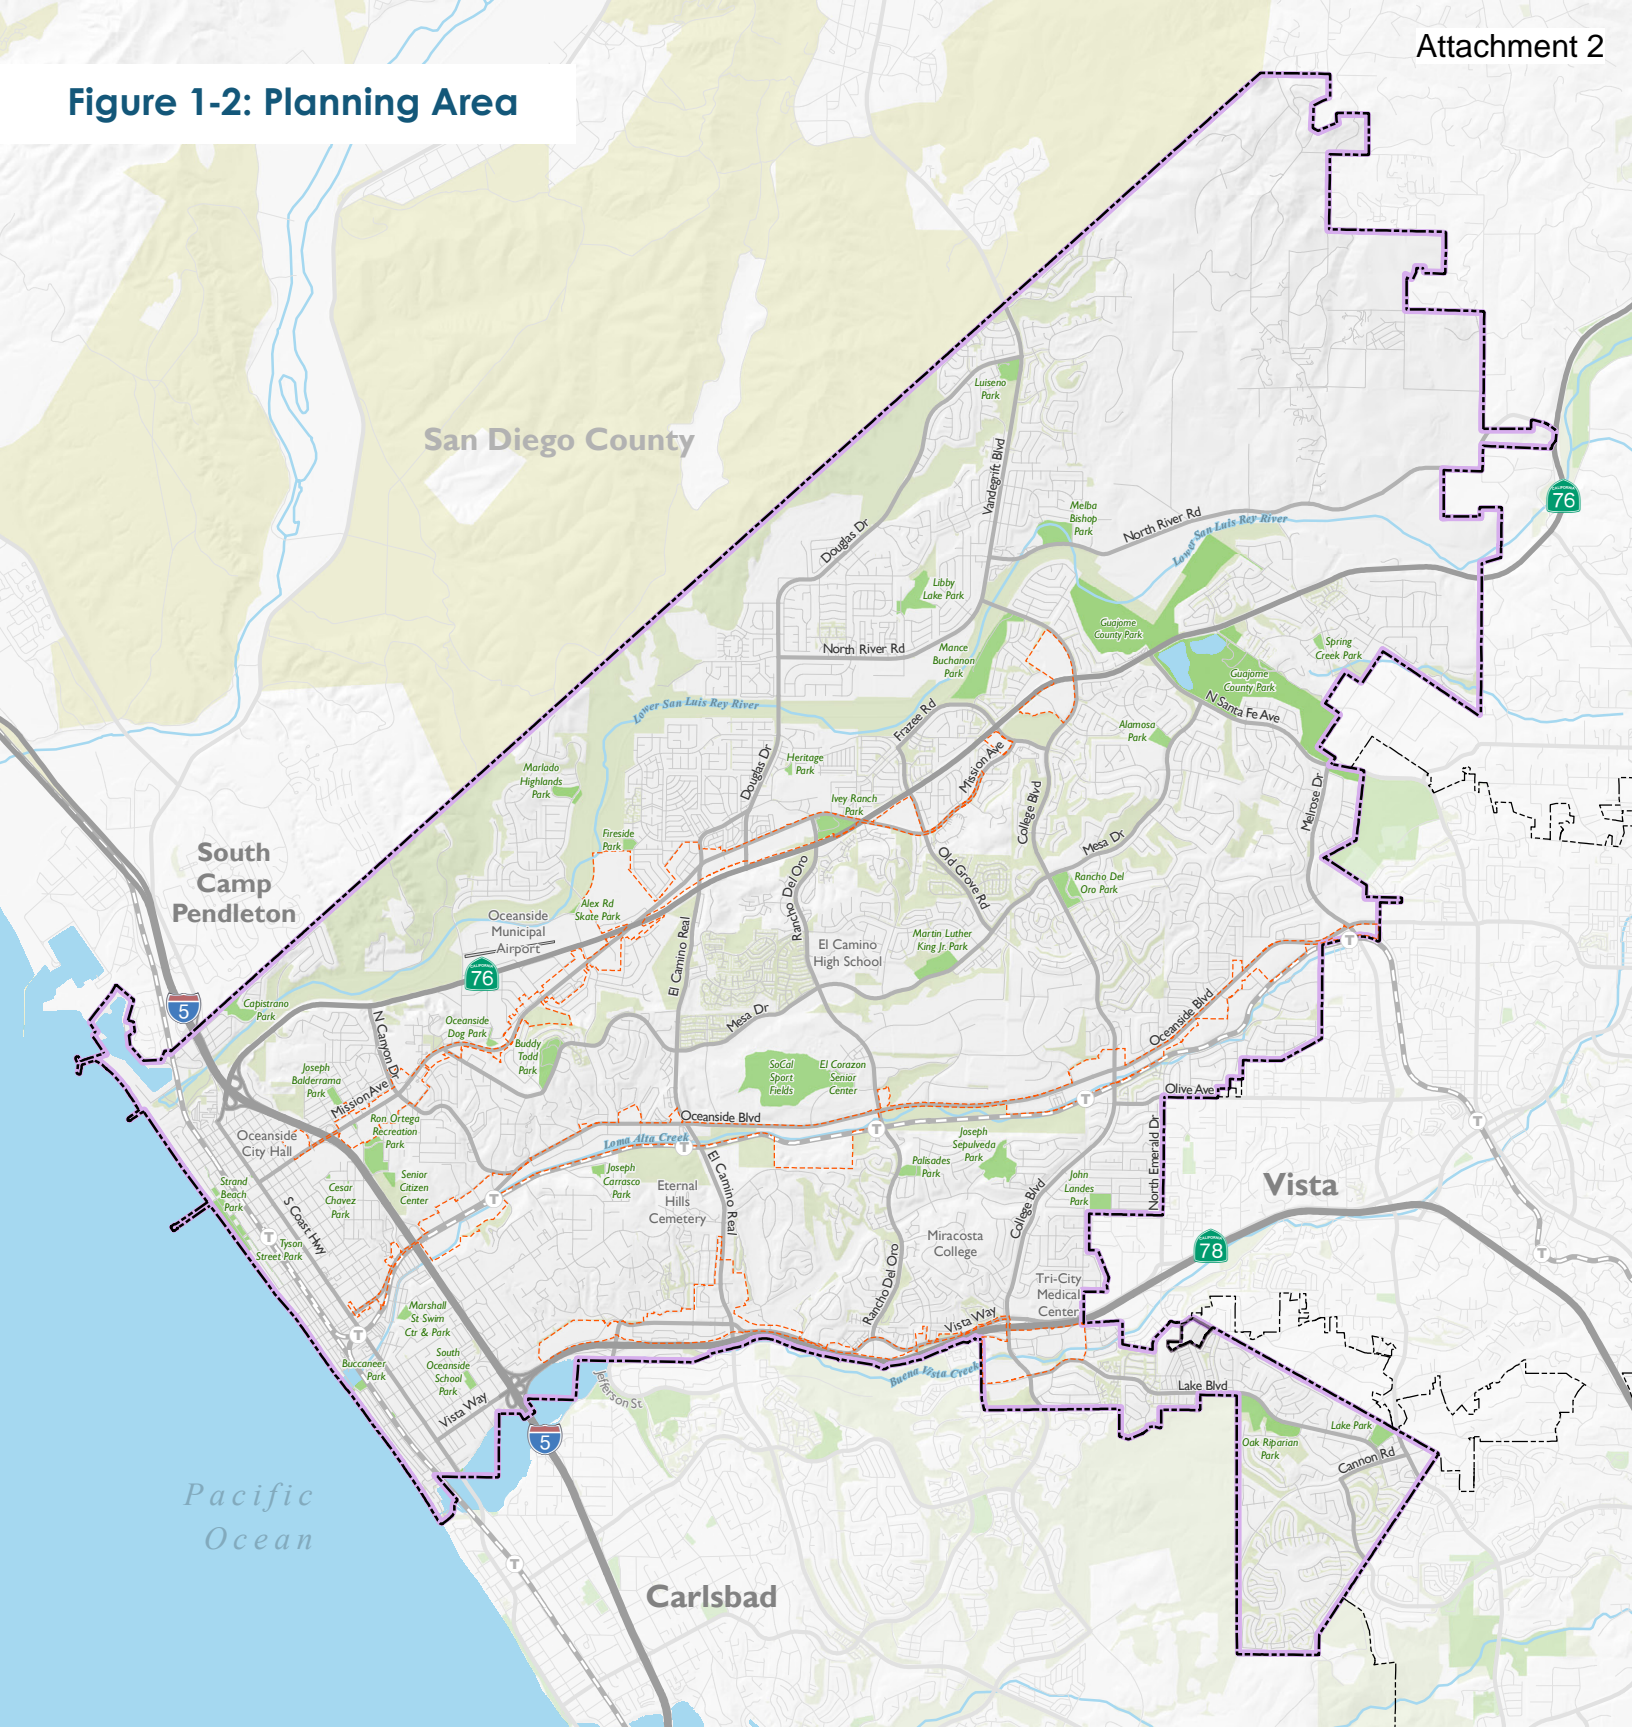 Attachment 2
Figure 1-2: Planning Area
San Diego County
76
Luiseno
Park
Vandegrift Blvd
Douglas Dr
Melba
Bishop
Park
North River Rd
Lower San Luis Rey River
Libby
Lake Park
Guajome
County Park
Spring
Creek Park
North River Rd
Mance
Buchanon
Park
Guajome
County Park
N Santa Fe Ave
Lower San Luis Rey River
Frazee Rd
Alamosa
Park
Mission Ave
Douglas Dr
Heritage
Park
Marlado
Highlands
Park
Ivey Ranch
Park
College Blvd
Melrose Dr
Fireside
Park
Mesa Dr
South
Camp
Pendleton
Old Grove Rd
Rancho Del
Oro Park
Rancho Del Oro
Alex Rd
Skate Park
Oceanside
Municipal
Airport
El Camino Real
El Camino
High School
Martin Luther
King Jr. Park
T
76
5
Capistrano
Park
N Canyon Dr
Oceanside
Dog Park
Buddy
Todd
Park
Mesa Dr
Oceanside Blvd
SoCal
Sport
Fields
El Corazon
Senior
Center
Joseph
Balderrama
Park
Mission Ave
Olive Ave
T
Oceanside Blvd
Ron Ortega
Recreation
Park
Oceanside
City Hall
Loma Alta Creek
T
T
T
Joseph
Sepulveda
Park
Palisades
Park
North Emerald Dr
El Camino Real
Joseph
Carrasco
Park
Eternal
Hills
Cemetery
Senior
Citizen
Center
Cesar
Chavez
Park
Strand
Beach
Park
S Coast Hwy
T
John
Landes
Park
College Blvd
Vista
T
Tyson
Street Park
Miracosta
College
78
T
Rancho Del Oro
Tri-City
Medical
Center
Marshall
St Swim
Ctr & Park
Vista Way
T
South
Oceanside
School
Park
Buccaneer
Park
Buena Vista Creek
Jefferson St
Lake Blvd
Vista Way
5
Lake Park
Oak Riparian
Park
Cannon Rd
Pacific
Ocean
T
Carlsbad